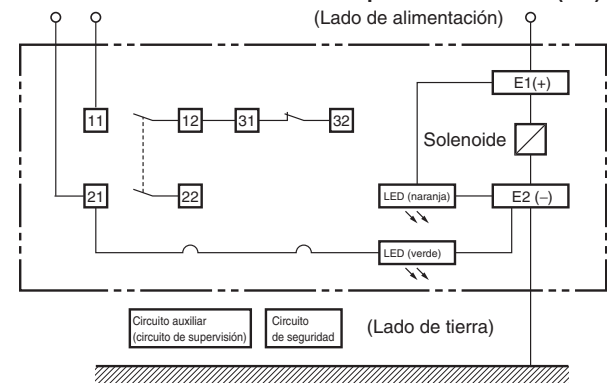 (Lado de alimentación)
E1(+)
11
12
31
32
Solenoide
21
22
LED (naranja)
E2 (–)
LED (verde)
Circuito auxiliar
(circuito de supervisión)
Circuito
de seguridad
(Lado de tierra)